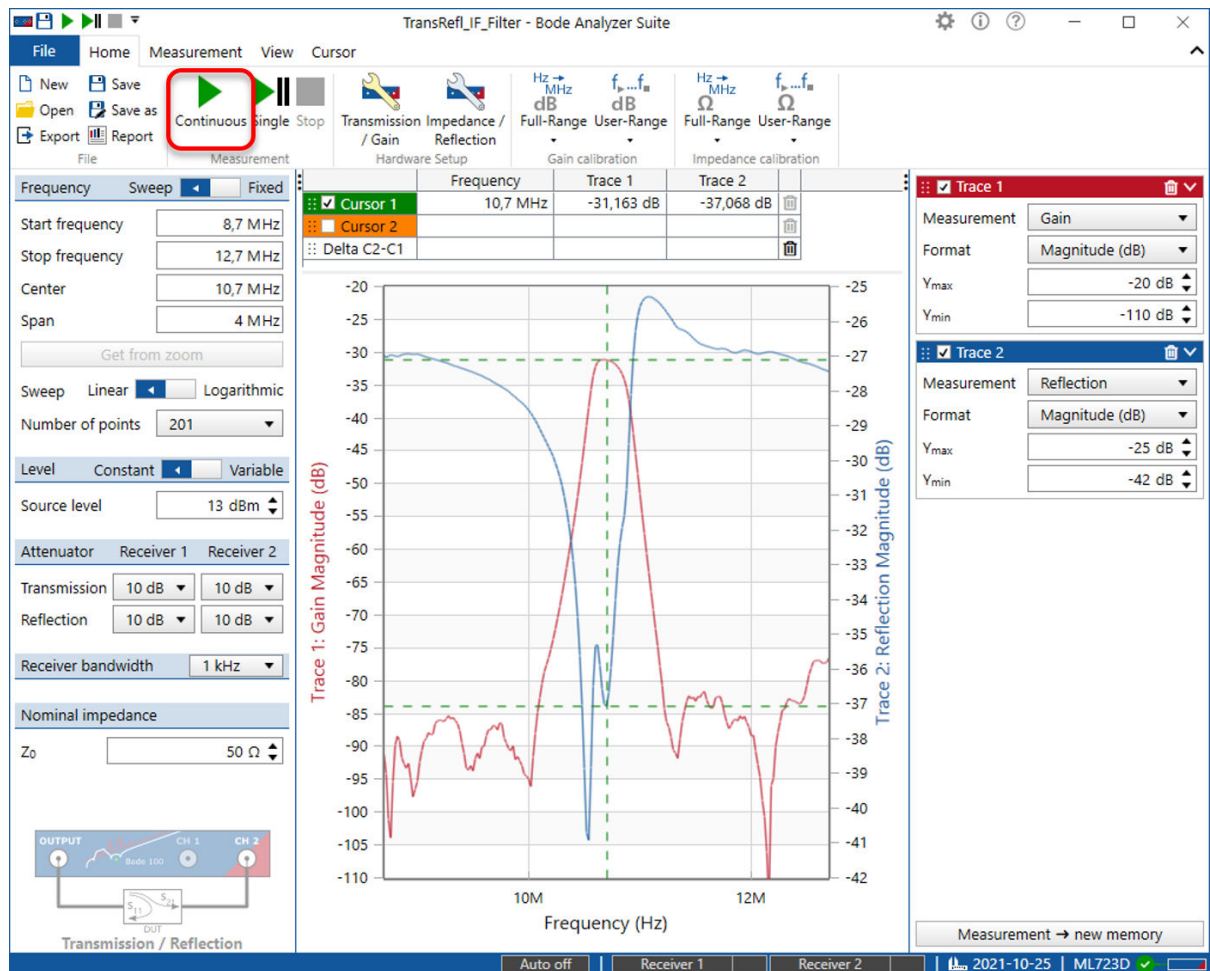 TransRefl_IF_Filter - Bode Analyzer Suite
File Home Measurement View Cursor
New Save
Open Save as
Export Report
Continuous Single Stop
Transmission / Gain
Impedance / Reflection
Hz MHz dB Full-Range
f...f dB User-Range
Hz MHz Ω Full-Range
f...f Ω User-Range
File Measurement Hardware Setup Gain calibration Impedance calibration
Frequency Sweep Fixed
Start frequency 8,7 MHz
Stop frequency 12,7 MHz
Center 10,7 MHz
Span 4 MHz
Get from zoom
Sweep Linear Logarithmic
Number of points 201
Level Constant Variable
Source level 13 dBm
Attenuator Receiver 1 Receiver 2
Transmission 10 dB 10 dB
Reflection 10 dB 10 dB
Receiver bandwidth 1 kHz
Nominal impedance
Z0 50 Ω
OUTPUT CH 1 CH 2
Bode 100
S11 S21
DUT
Transmission / Reflection
Frequency Trace 1 Trace 2
Cursor 1 10,7 MHz -31,163 dB -37,068 dB
Cursor 2
Delta C2-C1
Trace 1: Gain Magnitude (dB)
-20
-25
-30
-35
-40
-45
-50
-55
-60
-65
-70
-75
-80
-85
-90
-95
-100
-105
-110
-25
-26
-27
-28
-29
-30
-31
-32
-33
-34
-35
-36
-37
-38
-39
-40
-41
-42
Trace 2: Reflection Magnitude (dB)
10M 12M
Frequency (Hz)
Trace 1
Measurement Gain
Format Magnitude (dB)
Ymax -20 dB
Ymin -110 dB
Trace 2
Measurement Reflection
Format Magnitude (dB)
Ymax -25 dB
Ymin -42 dB
Measurement → new memory
Auto off Receiver 1 Receiver 2 2021-10-25 ML723D